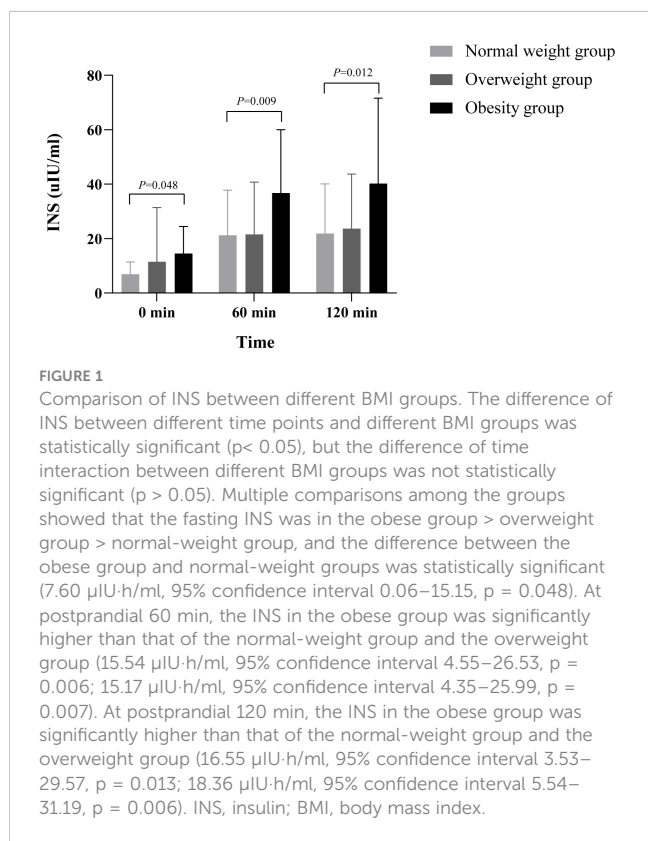 Normal weight group
Overweight group
Obesity group
80
60
40
20
0
INS (uIU/ml)
P=0.048
P=0.009
P=0.012
0 min
60 min
120 min
Time
FIGURE 1
Comparison of INS between different BMI groups. The difference of
INS between different time points and different BMI groups was
statistically significant (p< 0.05), but the difference of time
interaction between different BMI groups was not statistically
significant (p > 0.05). Multiple comparisons among the groups
showed that the fasting INS was in the obese group > overweight
group > normal-weight group, and the difference between the
obese group and normal-weight groups was statistically significant
(7.60 μIU·h/ml, 95% confidence interval 0.06–15.15, p = 0.048). At
postprandial 60 min, the INS in the obese group was significantly
higher than that of the normal-weight group and the overweight
group (15.54 μIU·h/ml, 95% confidence interval 4.55–26.53, p =
0.006; 15.17 μIU·h/ml, 95% confidence interval 4.35–25.99, p =
0.007). At postprandial 120 min, the INS in the obese group was
significantly higher than that of the normal-weight group and the
overweight group (16.55 μIU·h/ml, 95% confidence interval 3.53–
29.57, p = 0.013; 18.36 μIU·h/ml, 95% confidence interval 5.54–
31.19, p = 0.006). INS, insulin; BMI, body mass index.